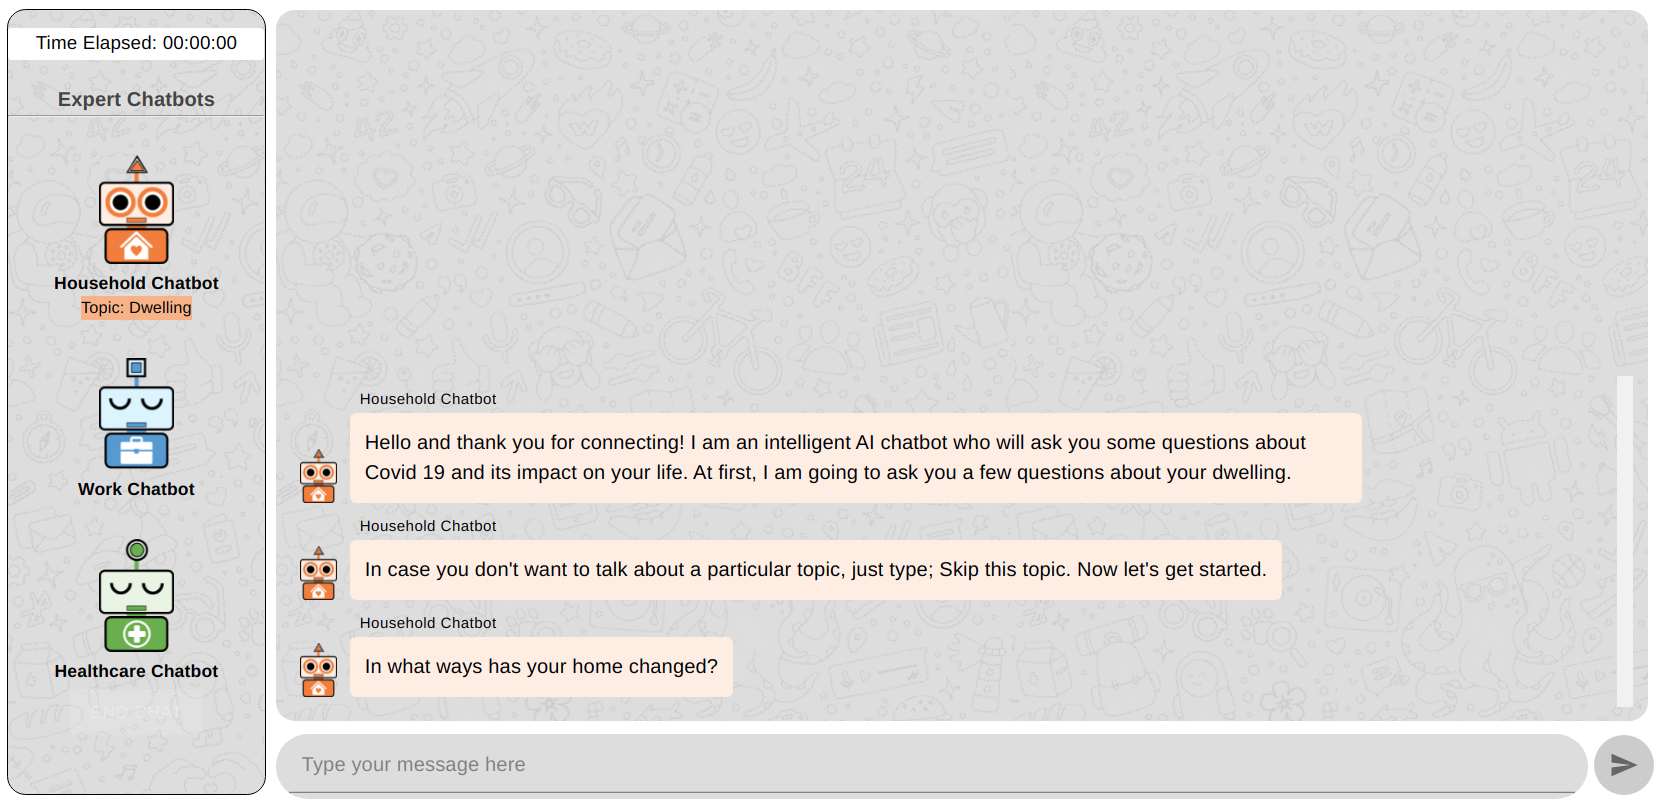 Time Elapsed: 00:00:00
Expert Chatbots
Household Chatbot
Topic: Dwelling
Work Chatbot
Healthcare Chatbot
END CHAT
Household Chatbot
Hello and thank you for connecting! I am an intelligent AI chatbot who will ask you some questions about
Covid 19 and its impact on your life. At first, I am going to ask you a few questions about your dwelling.
Household Chatbot
In case you don't want to talk about a particular topic, just type; Skip this topic. Now let's get started.
Household Chatbot
In what ways has your home changed?
Type your message here